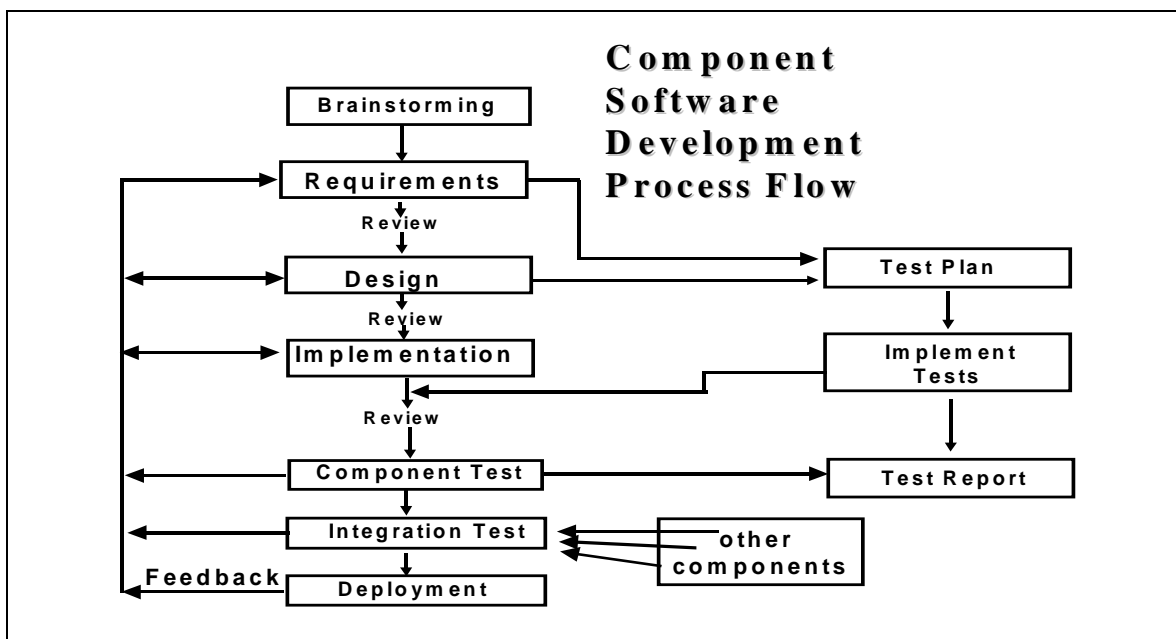 Component
Software
Development
Process Flow
Brainstorming
Requirements
Review
Design
Test Plan
Review
Implementation
Implement
Tests
Review
Component Test
Test Report
Integration Test
other
components
Feedback
Deployment